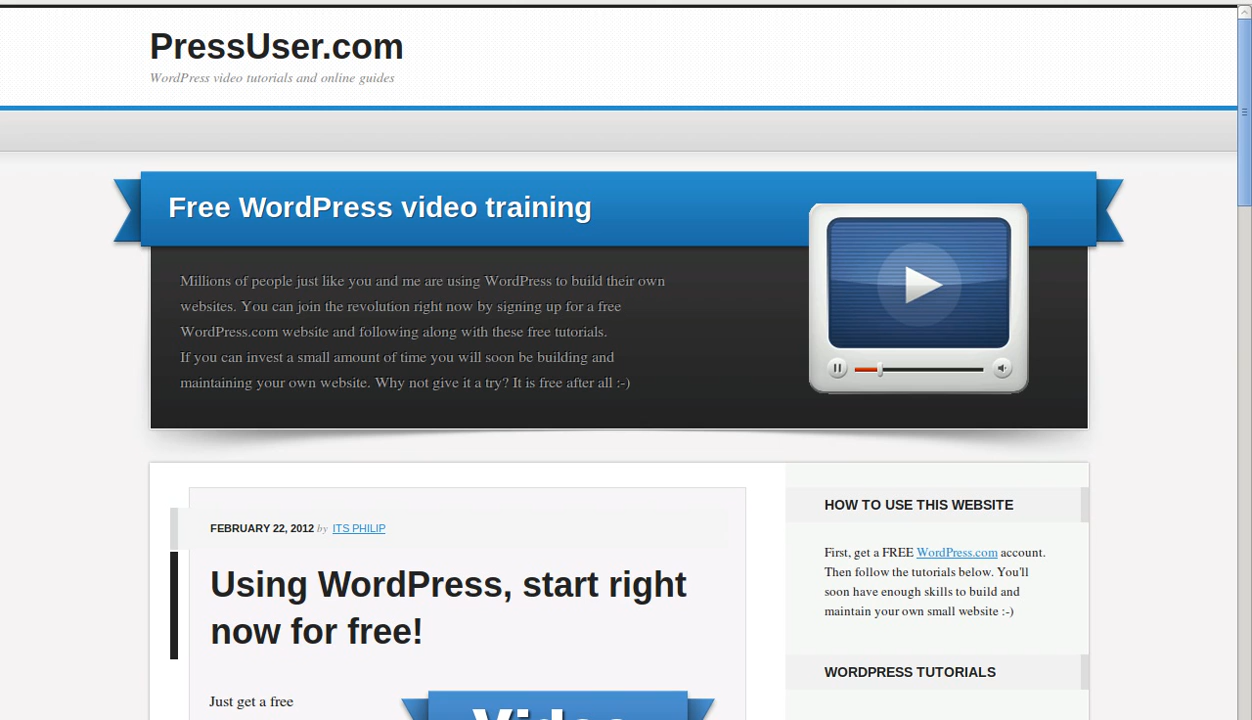 PressUser.com
WordPress video tutorials and online guides
Free WordPress video training
Millions of people just like you and me are using WordPress to build their own
websites. You can join the revolution right now by signing up for a free
WordPress.com website and following along with these free tutorials.
If you can invest a small amount of time you will soon be building and
maintaining your own website. Why not give it a try? It is free after all :-)
FEBRUARY 22, 2012 by ITS PHILIP
Using WordPress, start right
now for free!
Just get a free
Video
HOW TO USE THIS WEBSITE
First, get a FREE WordPress.com account.
Then follow the tutorials below. You'll
soon have enough skills to build and
maintain your own small website :-)
WORDPRESS TUTORIALS